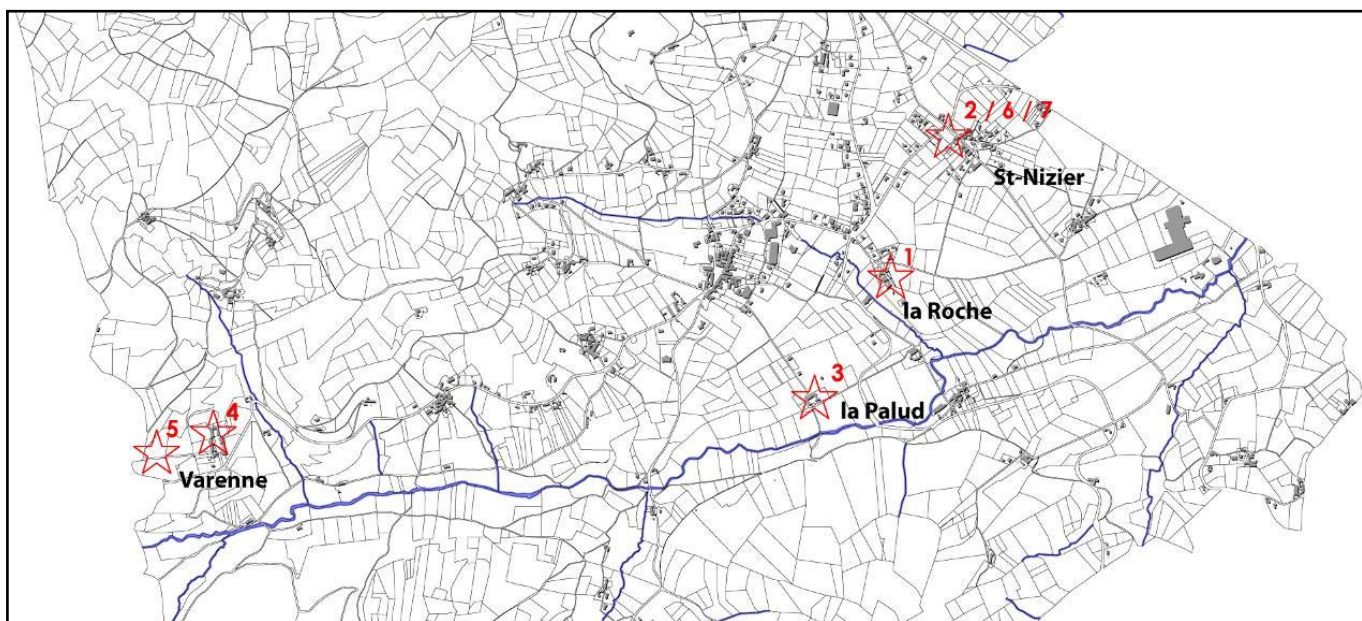 2 / 6 / 7
St-Nizier
1
la Roche
3
la Palud
4
5
Varenne